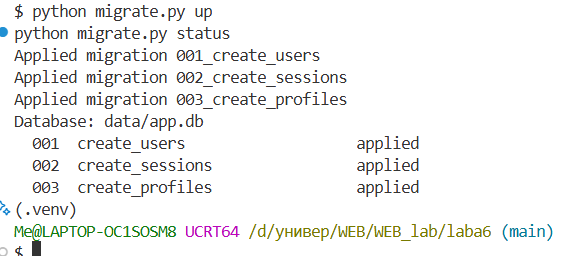 $ python migrate.py up
python migrate.py status
Applied migration 001_create_users
Applied migration 002_create_sessions
Applied migration 003_create_profiles
Database: data/app.db
  001  create_users                   applied
  002  create_sessions                applied
  003  create_profiles                applied
(.venv)
Me@LAPTOP-OC1SOSM8 UCRT64 /d/универ/WEB/WEB_lab/laba6 (main)
$